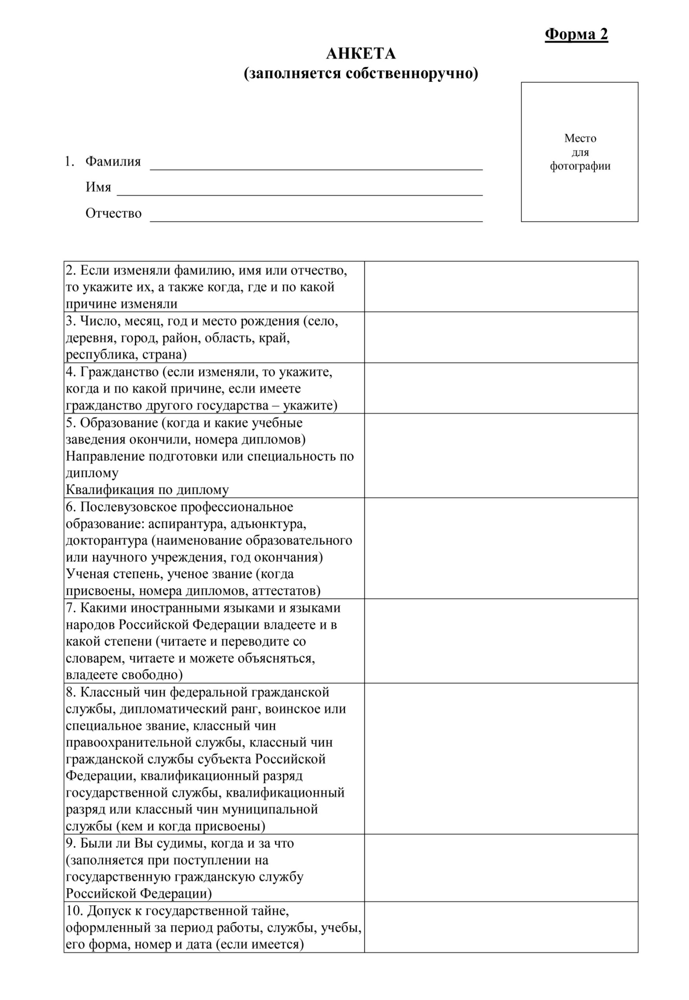 Форма 2
АНКЕТА
(заполняется собственноручно)
Место
для
фотографии
1. Фамилия
Имя
Отчество
2. Если изменяли фамилию, имя или отчество,
то укажите их, а также когда, где и по какой
причине изменяли
3. Число, месяц, год и место рождения (село,
деревня, город, район, область, край,
республика, страна)
4. Гражданство (если изменяли, то укажите,
когда и по какой причине, если имеете
гражданство другого государства – укажите)
5. Образование (когда и какие учебные
заведения окончили, номера дипломов)
Направление подготовки или специальность по
диплому
Квалификация по диплому
6. Послевузовское профессиональное
образование: аспирантура, адъюнктура,
докторантура (наименование образовательного
или научного учреждения, год окончания)
Ученая степень, ученое звание (когда
присвоены, номера дипломов, аттестатов)
7. Какими иностранными языками и языками
народов Российской Федерации владеете и в
какой степени (читаете и переводите со
словарем, читаете и можете объясняться,
владеете свободно)
8. Классный чин федеральной гражданской
службы, дипломатический ранг, воинское или
специальное звание, классный чин
правоохранительной службы, классный чин
гражданской службы субъекта Российской
Федерации, квалификационный разряд
государственной службы, квалификационный
разряд или классный чин муниципальной
службы (кем и когда присвоены)
9. Были ли Вы судимы, когда и за что
(заполняется при поступлении на
государственную гражданскую службу
Российской Федерации)
10. Допуск к государственной тайне,
оформленный за период работы, службы, учебы,
его форма, номер и дата (если имеется)